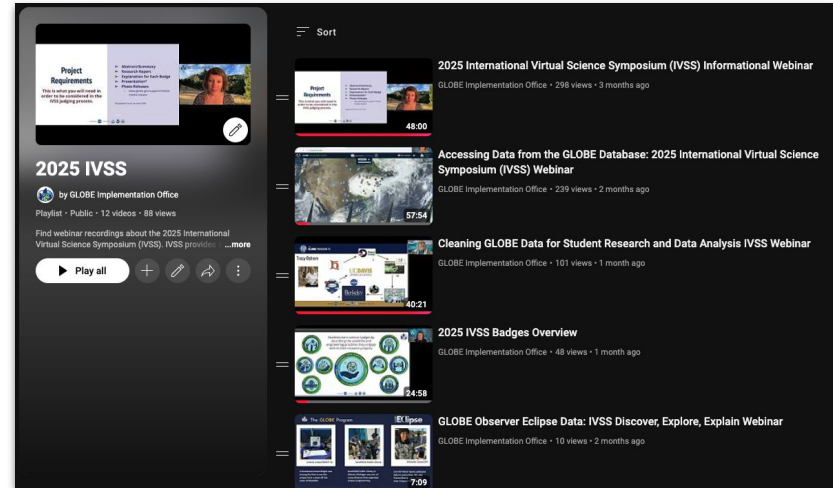 Project
Requirements
This is what you will need in
order to be considered in the
IVSS judging process.
Abstract/Summary
Research Report
Explanation for Each Badge
Presentation*
Photo Releases
2025 IVSS
by GLOBE Implementation Office
Playlist • Public • 12 videos • 88 views
Find webinar recordings about the 2025 International
Virtual Science Symposium (IVSS). IVSS provides ...more
Play all
Sort
Project
Requirements
48:00
2025 International Virtual Science Symposium (IVSS) Informational Webinar
GLOBE Implementation Office • 298 views • 3 months ago
57:54
Accessing Data from the GLOBE Database: 2025 International Virtual Science
Symposium (IVSS) Webinar
GLOBE Implementation Office • 239 views • 2 months ago
Tracy Ostrom
UC DAVIS
Berkeley
40:21
Cleaning GLOBE Data for Student Research and Data Analysis IVSS Webinar
GLOBE Implementation Office • 101 views • 1 month ago
24:58
2025 IVSS Badges Overview
GLOBE Implementation Office • 48 views • 1 month ago
The GLOBE Program
Eclipse
7:09
GLOBE Observer Eclipse Data: IVSS Discover, Explore, Explain Webinar
GLOBE Implementation Office • 10 views • 2 months ago